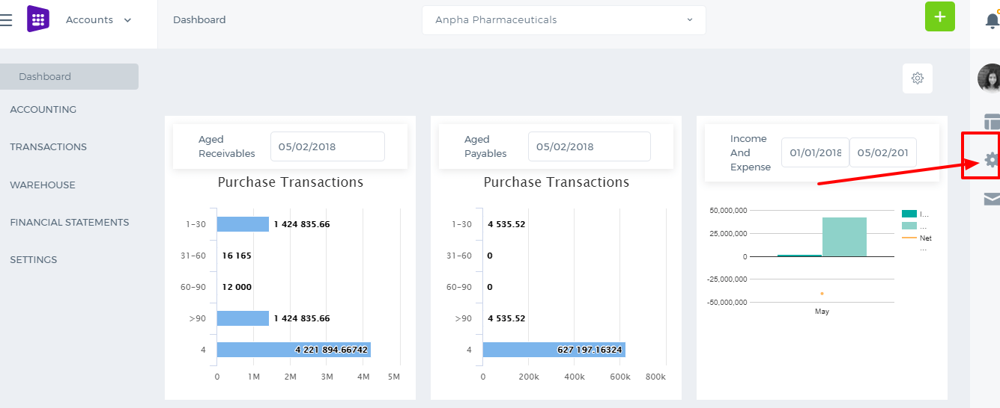 Accounts
Dashboard
Anpha Pharmaceuticals
+
Dashboard
ACCOUNTING
TRANSACTIONS
WAREHOUSE
FINANCIAL STATEMENTS
SETTINGS
Aged
Receivables
05/02/2018
Purchase Transactions
1-30
1 424 835.66
31-60
16 165
60-90
12 000
>90
1 424 835.66
4
4 221 894.66742
0 1M 2M 3M 4M 5M
Aged
Payables
05/02/2018
Purchase Transactions
1-30
4 535.52
31-60
0
60-90
0
>90
4 535.52
4
627 197.16324
0 200k 400k 600k 800k
Income
And
Expense
01/01/2018
05/02/201
50,000,000
25,000,000
0
-25,000,000
-50,000,000
May
I...
...
Net
...